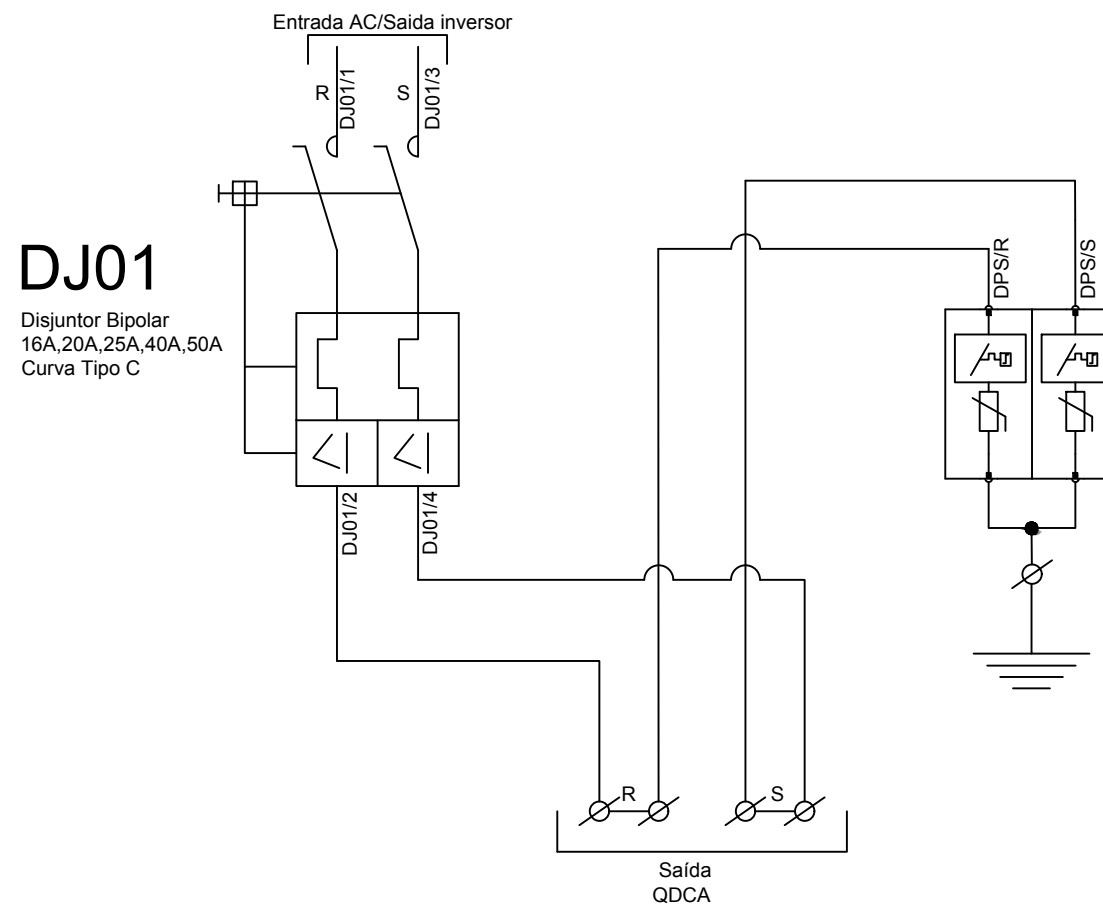 Entrada AC/Saida inversor
R
DJ01/1
S
DJ01/3
DJ01
Disjuntor Bipolar
16A,20A,25A,40A,50A
Curva Tipo C
DPS/R
DPS/S
DJ01/2
DJ01/4
R
S
Saída
QDCA